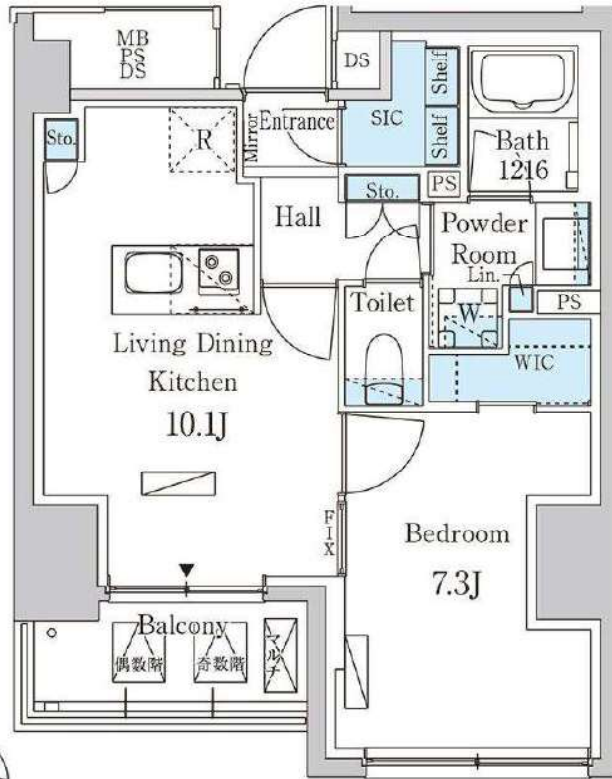 MB
PS
DS
DS
Sto.
R
Mirror
Entrance
SIC
Shelf
Shelf
Bath
1216
Sto.
PS
Hall
Powder
Room
Lin.
Toilet
W
PS
WIC
Living Dining
Kitchen
10.1J
FIX
Bedroom
7.3J
Balcony
偶数階
奇数階
マルチ